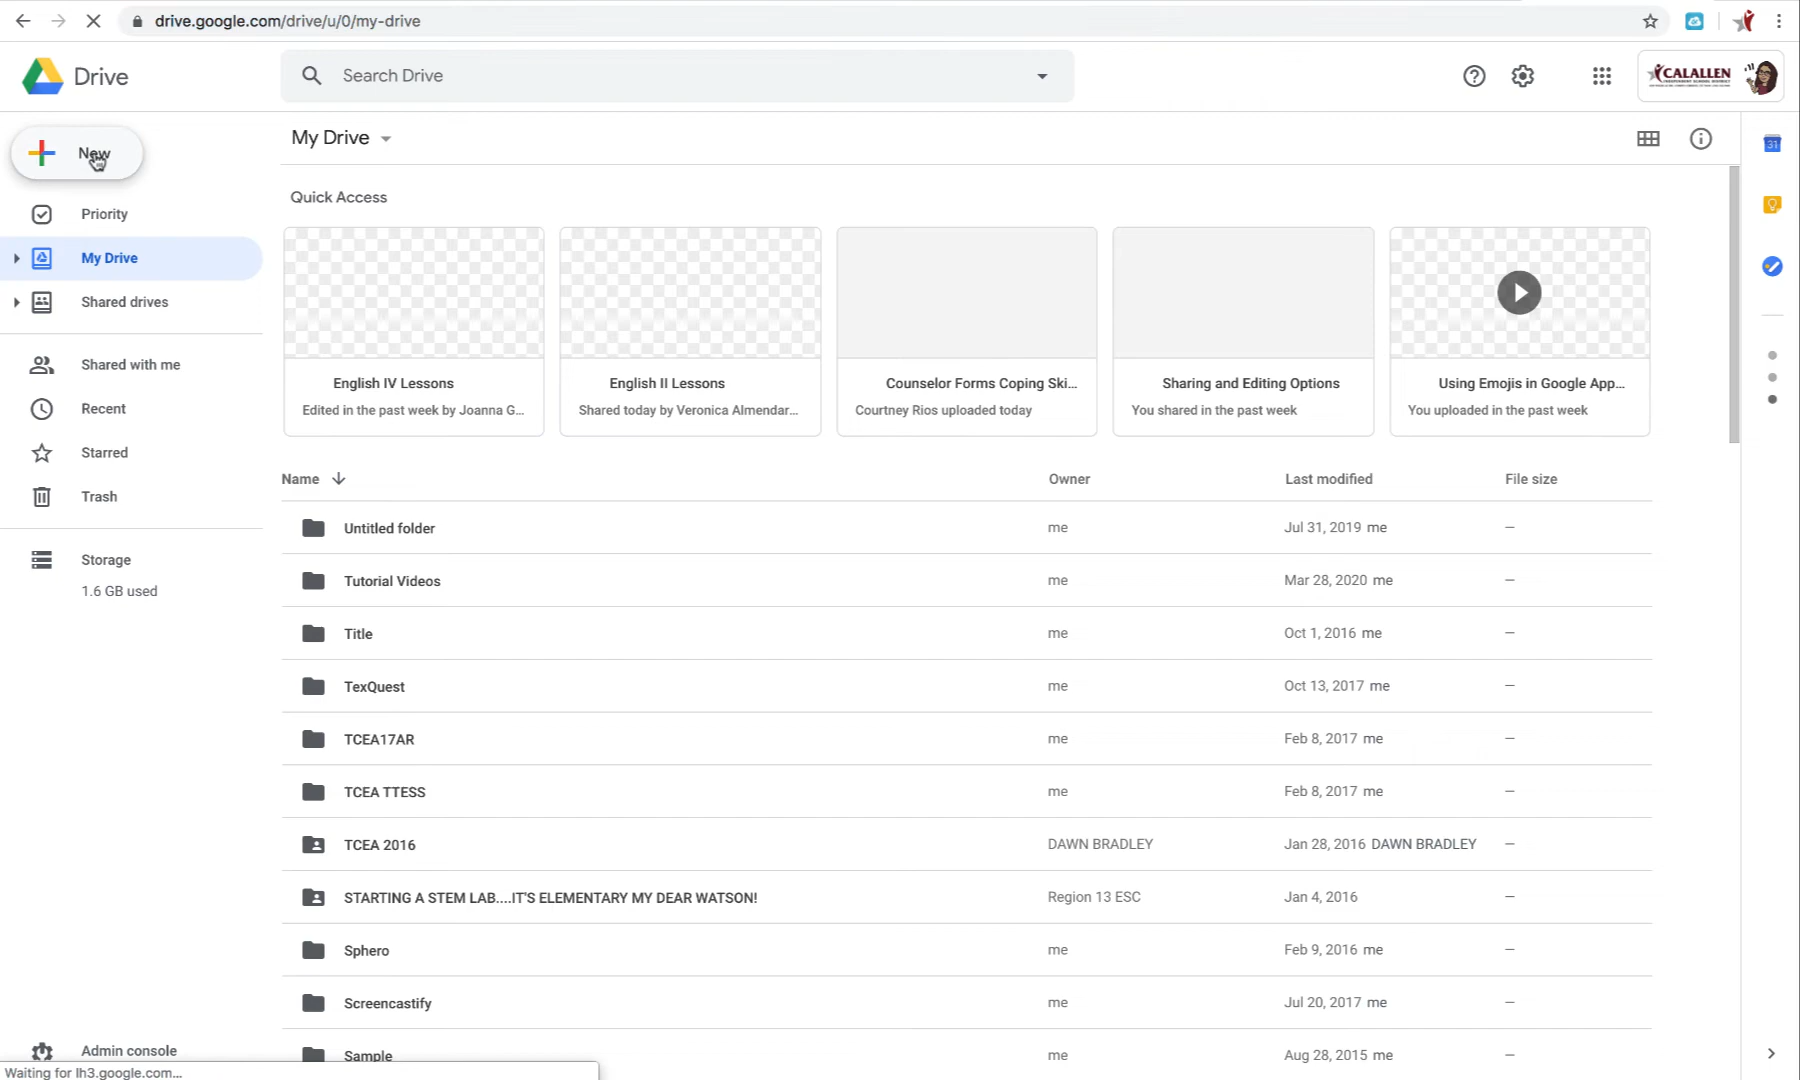 drive.google.com/drive/u/0/my-drive
Drive
Search Drive
CALALLEN
New
My Drive
31
Quick Access
Priority
My Drive
Shared drives
Shared with me
Recent
Starred
Trash
Storage
1.6 GB used
English IV Lessons
Edited in the past week by Joanna G...
English II Lessons
Shared today by Veronica Almendar...
Counselor Forms Coping Ski...
Courtney Rios uploaded today
Sharing and Editing Options
You shared in the past week
Using Emojis in Google App...
You uploaded in the past week
Name Owner Last modified File size
Untitled folder me Jul 31, 2019 me –
Tutorial Videos me Mar 28, 2020 me –
Title me Oct 1, 2016 me –
TexQuest me Oct 13, 2017 me –
TCEA17AR me Feb 8, 2017 me –
TCEA TTESS me Feb 8, 2017 me –
TCEA 2016 DAWN BRADLEY Jan 28, 2016 DAWN BRADLEY –
STARTING A STEM LAB....IT'S ELEMENTARY MY DEAR WATSON! Region 13 ESC Jan 4, 2016 –
Sphero me Feb 9, 2016 me –
Screencastify me Jul 20, 2017 me –
Sample me Aug 28, 2015 me –
Admin console
Waiting for lh3.google.com...